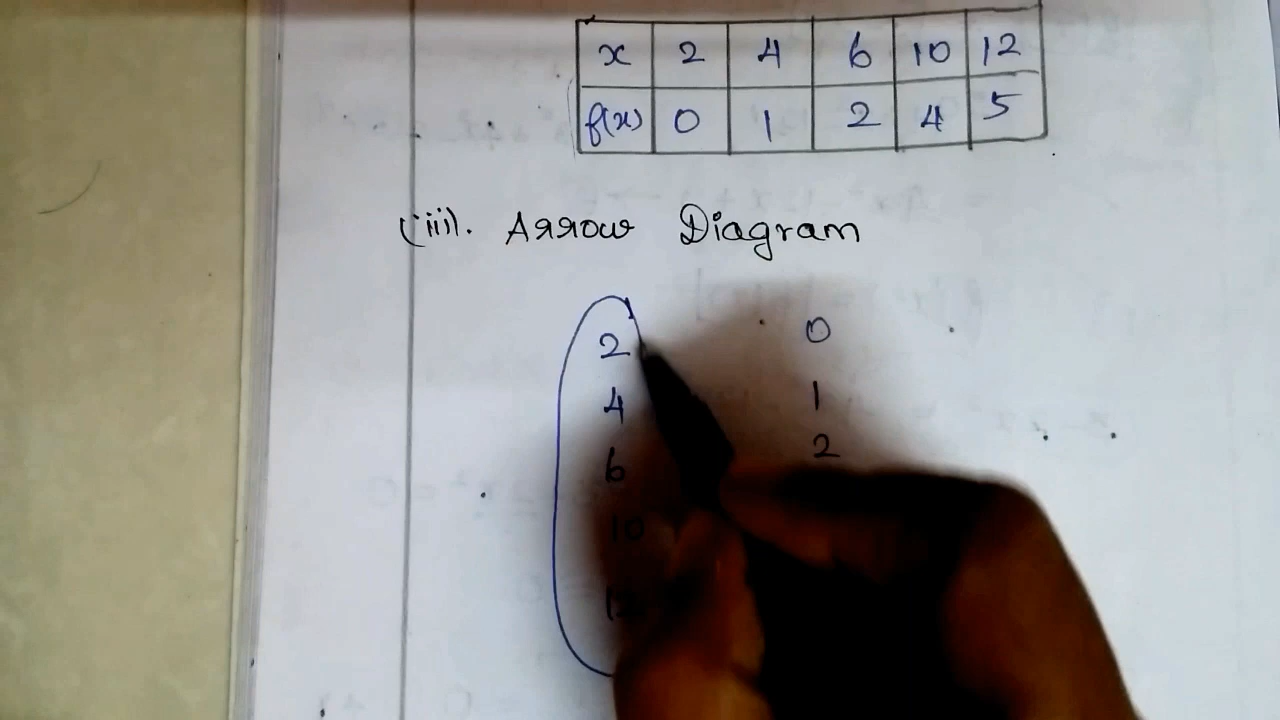 x 2 4 6 10 12
f(x) 0 1 2 4 5
(iii). Arrow Diagram
2 0
4 1
6 2
10